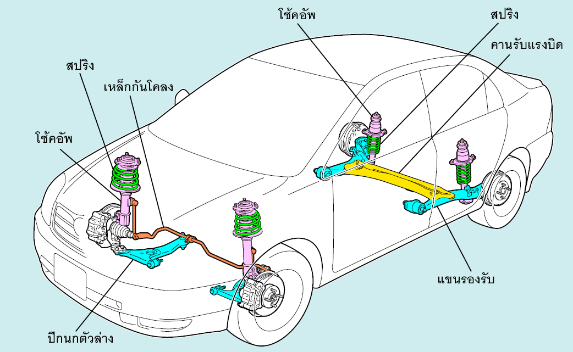 โช้คอัพ
สปริง
คานรับแรงบิด
สปริง
เหล็กกันโคลง
โช้คอัพ
แขนรองรับ
ปีกนกตัวล่าง